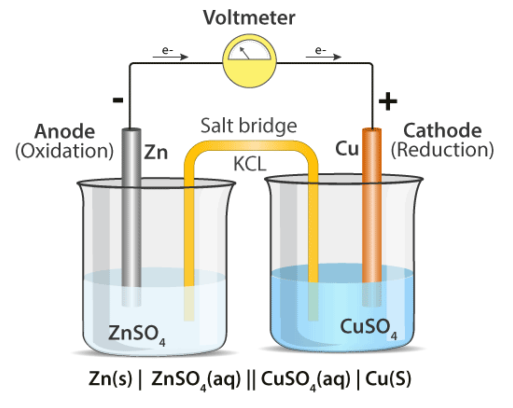 Voltmeter
e-
e-
-
+
Anode
(Oxidation)
Zn
Salt bridge
KCL
Cu
Cathode
(Reduction)
ZnSO4
CuSO4
Zn(s) | ZnSO4(aq) || CuSO4(aq) | Cu(S)